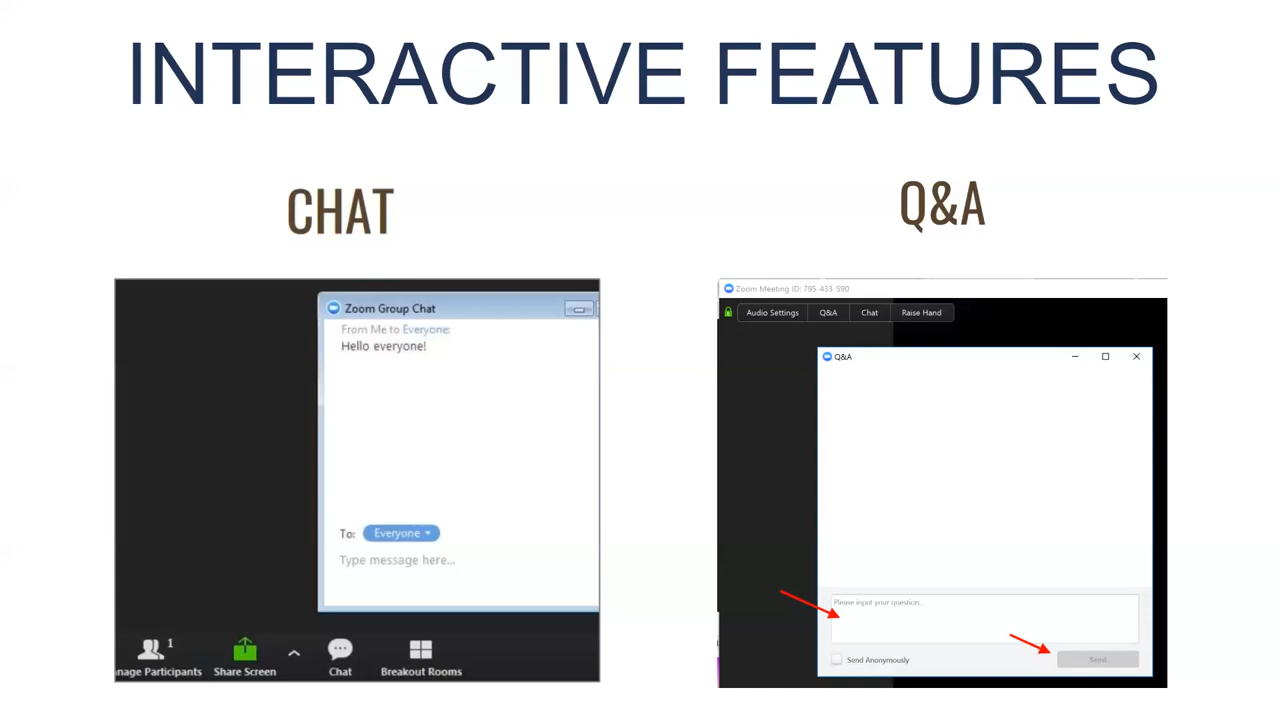 INTERACTIVE FEATURES
CHAT
Zoom Group Chat
From Me to Everyone:
Hello everyone!
To: Everyone
Type message here...
1
nage Participants Share Screen Chat Breakout Rooms
Q&A
Zoom Meeting ID: 795-433-590
Audio Settings Q&A Chat Raise Hand
Q&A
Please input your question...
Send Anonymously Send